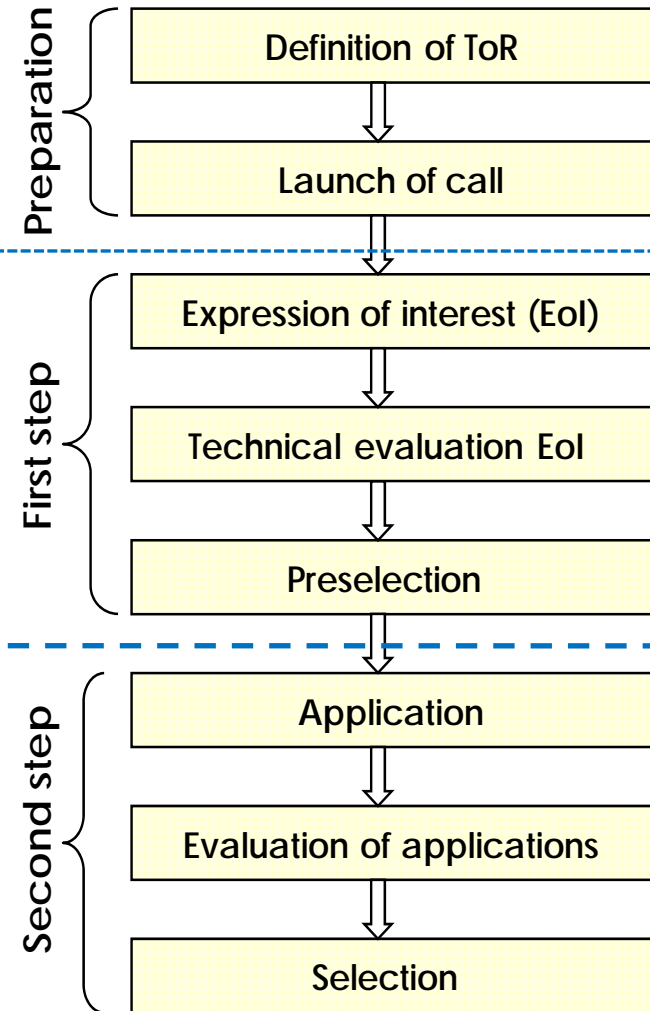 Preparation
Definition of ToR
Launch of call
First step
Expression of interest (EoI)
Technical evaluation EoI
Preselection
Second step
Application
Evaluation of applications
Selection